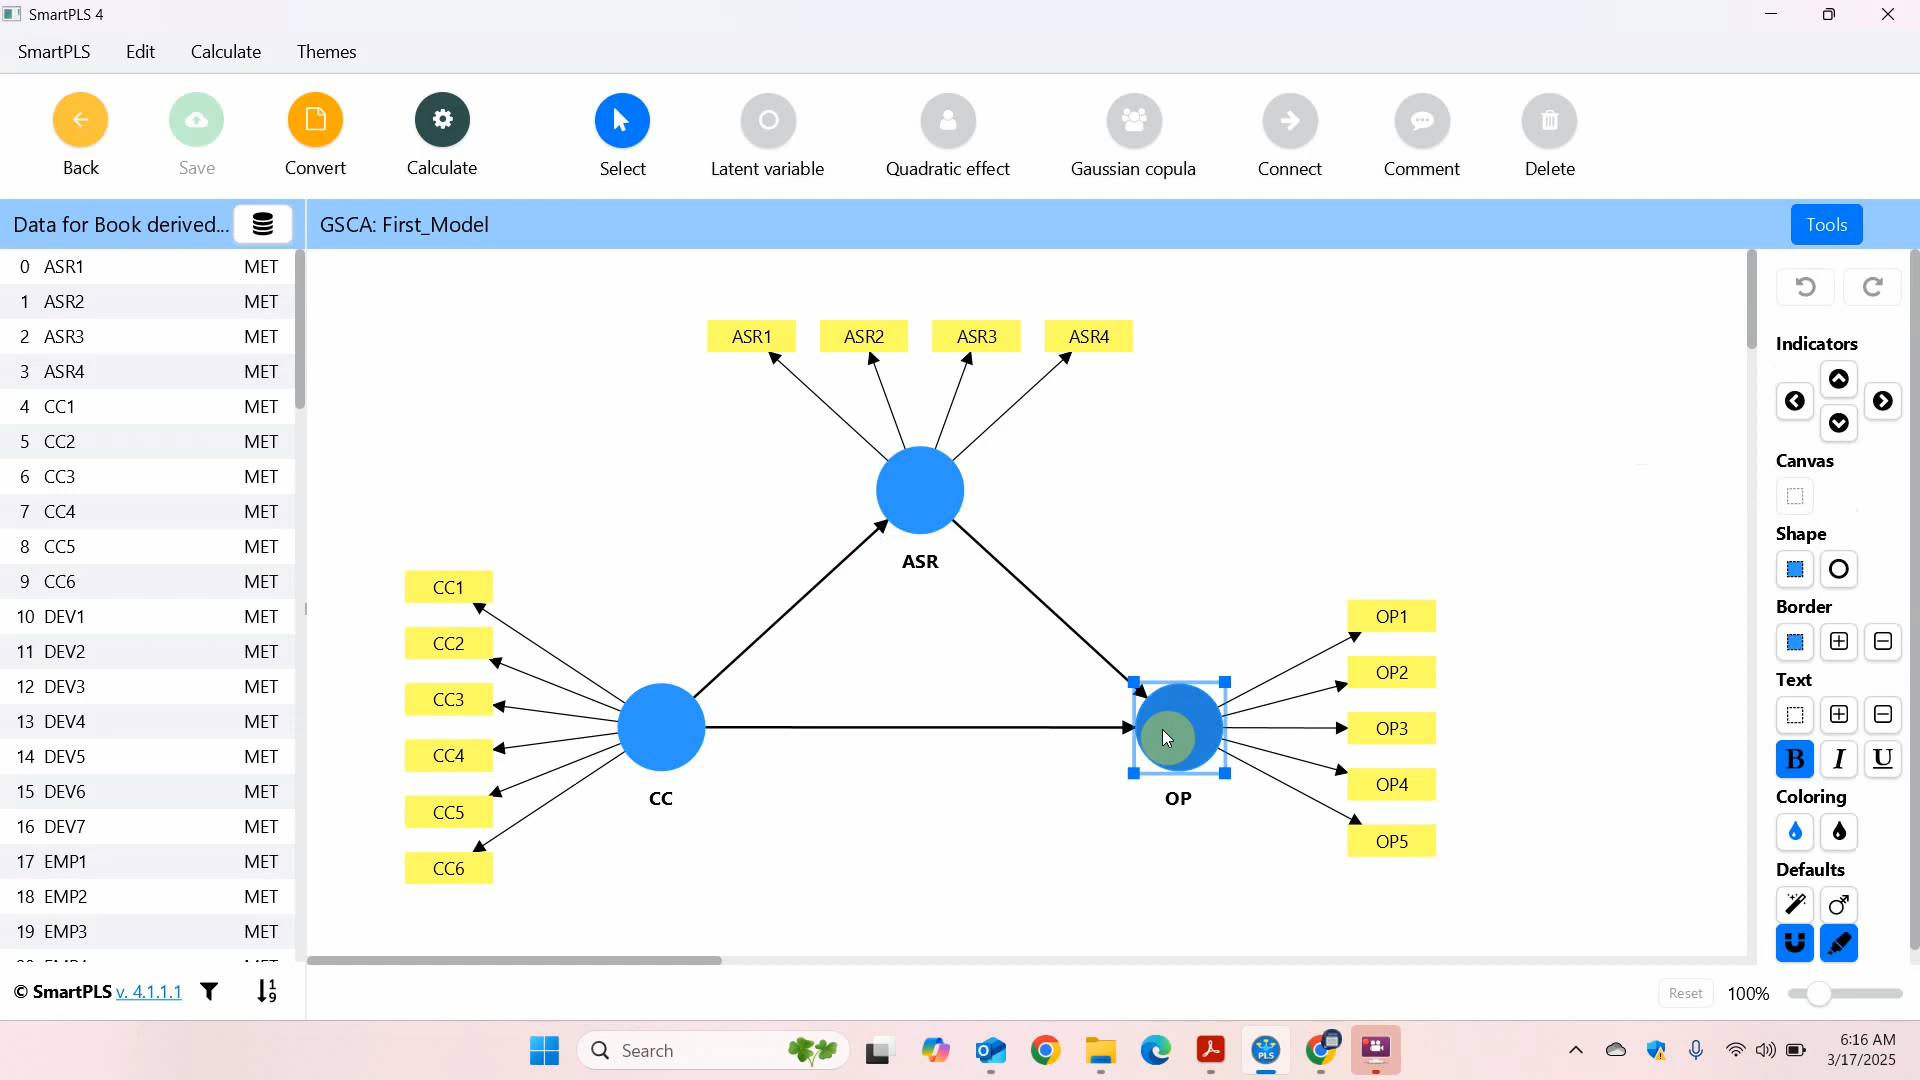 SmartPLS 4
SmartPLS Edit Calculate Themes
Back Save Convert Calculate Select Latent variable Quadratic effect Gaussian copula Connect Comment Delete
Data for Book derived... GSCA: First_Model Tools
0 ASR1 MET
1 ASR2 MET
2 ASR3 MET
3 ASR4 MET
4 CC1 MET
5 CC2 MET
6 CC3 MET
7 CC4 MET
8 CC5 MET
9 CC6 MET
10 DEV1 MET
11 DEV2 MET
12 DEV3 MET
13 DEV4 MET
14 DEV5 MET
15 DEV6 MET
16 DEV7 MET
17 EMP1 MET
18 EMP2 MET
19 EMP3 MET
ASR1 ASR2 ASR3 ASR4
ASR
CC1
CC2
CC3
CC4
CC5
CC6
CC
OP
OP1
OP2
OP3
OP4
OP5
Indicators
Canvas
Shape
Border
Text
B I U
Coloring
Defaults
© SmartPLS v. 4.1.1.1
Reset 100%
Search
PLS
6:16 AM
3/17/2025